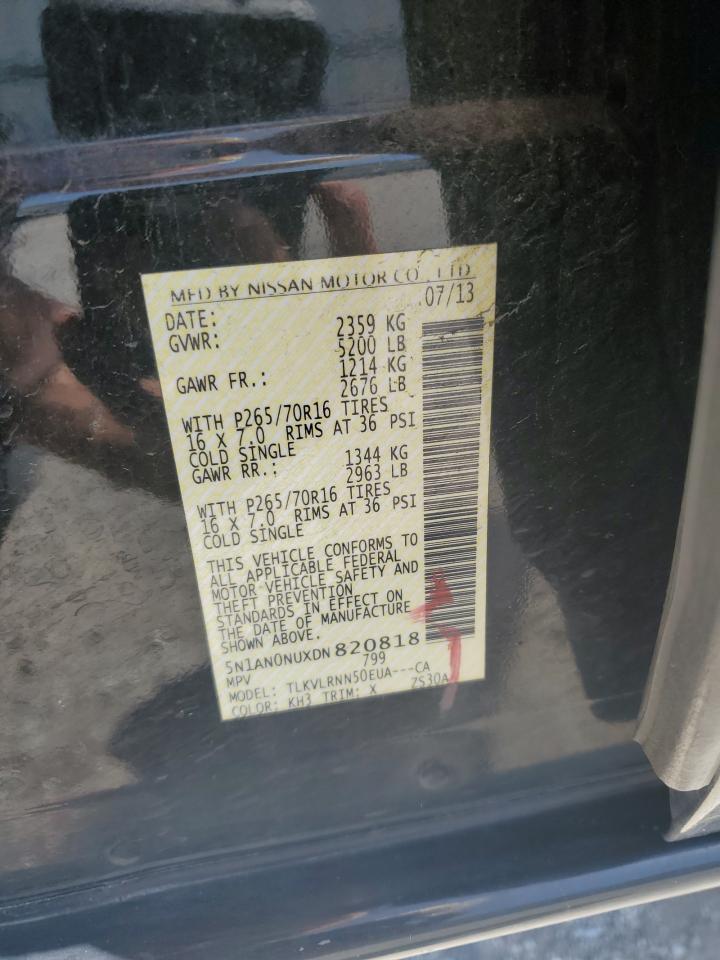 MFD BY NISSAN MOTOR CO., LTD.
DATE: 07/13
GVWR: 2359 KG
5200 LB
GAWR FR.: 1214 KG
2676 LB
WITH P265/70R16 TIRES
16 X 7.0 RIMS AT 36 PSI
COLD SINGLE
GAWR RR.: 1344 KG
2963 LB
WITH P265/70R16 TIRES
16 X 7.0 RIMS AT 36 PSI
COLD SINGLE
THIS VEHICLE CONFORMS TO
ALL APPLICABLE FEDERAL
MOTOR VEHICLE SAFETY AND
THEFT PREVENTION
STANDARDS IN EFFECT ON
THE DATE OF MANUFACTURE
SHOWN ABOVE.
5N1AN0NUXDN820818
MPV 799
MODEL: TLKVLRNN50EUA---CA
COLOR: KH3 TRIM: X ZS30A